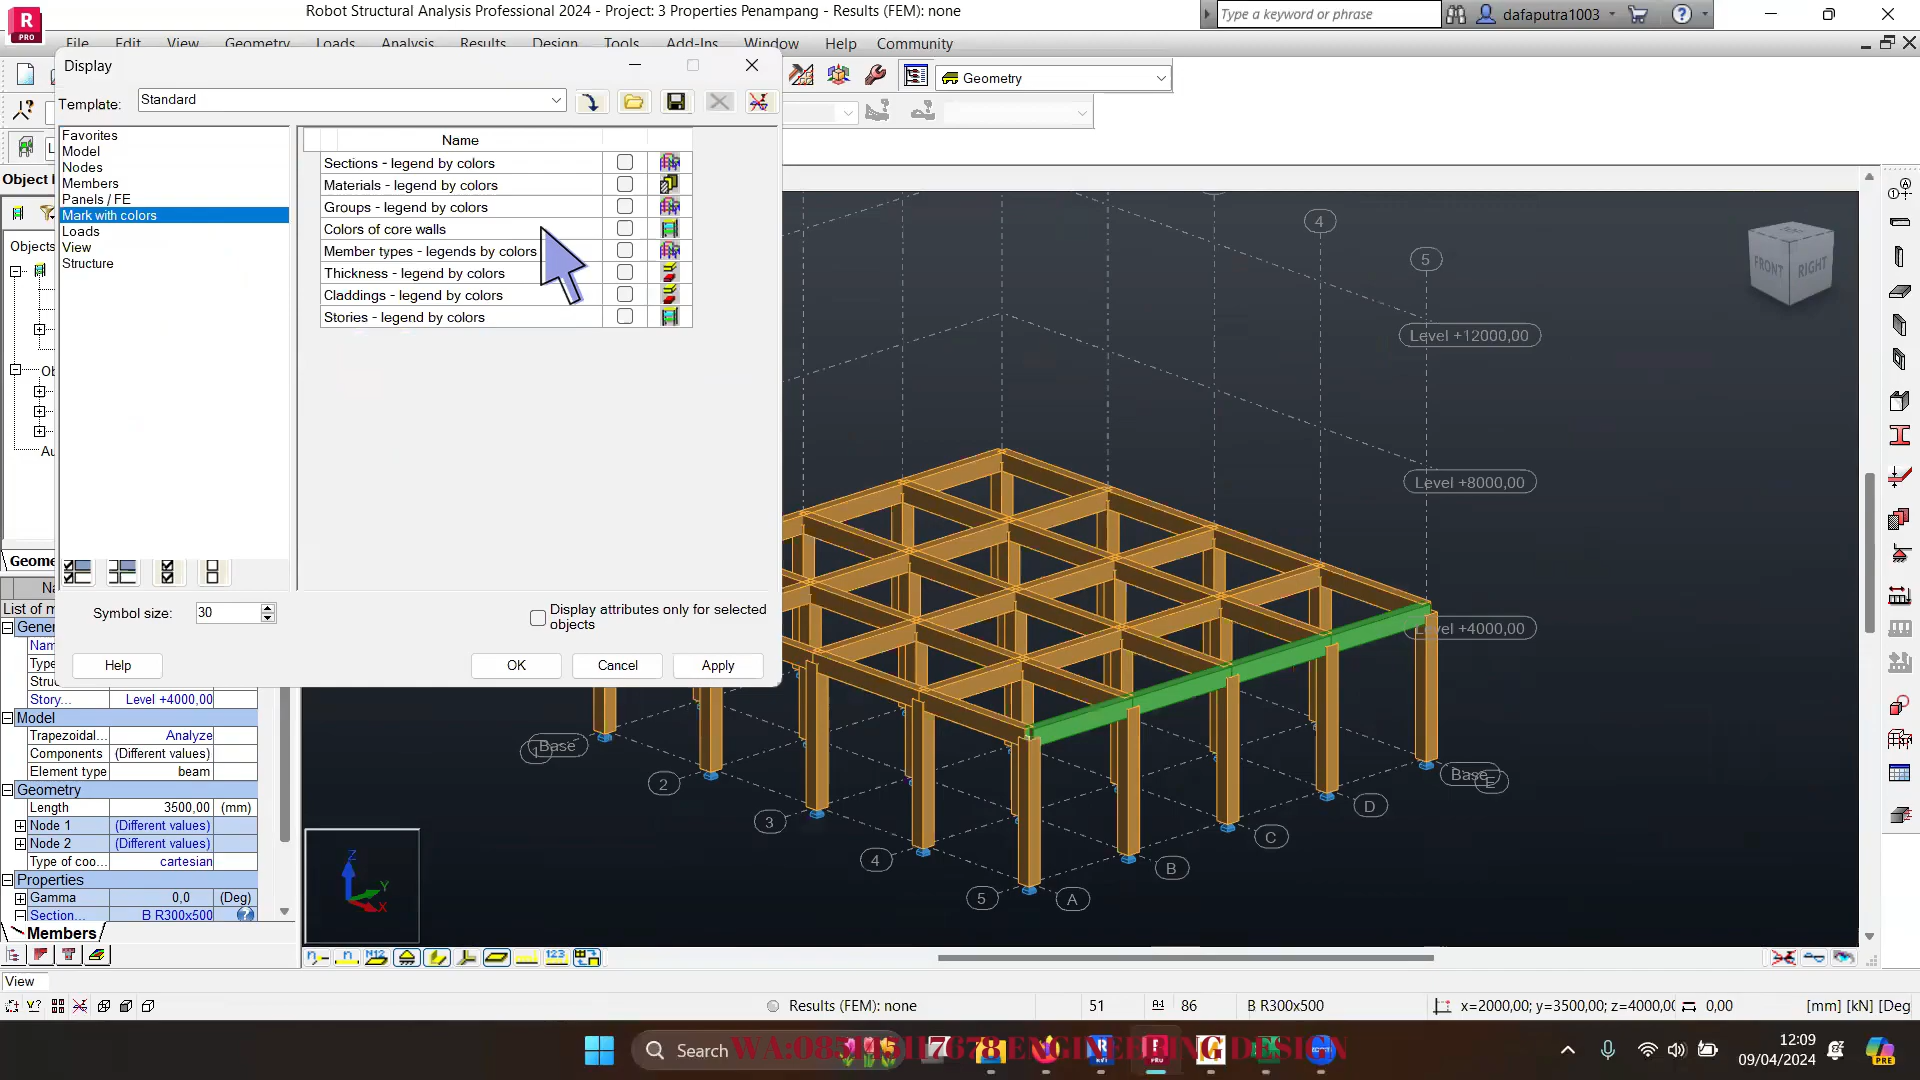 Robot Structural Analysis Professional 2024 - Project: 3 Properties Penampang - Results (FEM): none
Type a keyword or phrase
dafaputra1003
R
PRO
File Edit View Geometry Loads Analysis Results Design Tools Add-Ins Window Help Community
Display
Geometry
Template:
Standard
Favorites
Model
Nodes
Members
Panels / FE
Mark with colors
Loads
View
Structure
Name
Sections - legend by colors
Materials - legend by colors
Groups - legend by colors
Colors of core walls
Member types - legends by colors
Thickness - legend by colors
Claddings - legend by colors
Stories - legend by colors
Symbol size:
30
Display attributes only for selected
objects
Help
OK
Cancel
Apply
Objects
4
5
FRONT
RIGHT
Level +12000,00
Level +8000,00
Level +4000,00
Base
1
2
3
4
5
A
B
C
D
E
Base
Z
Y
X
Story... Level +4000,00
Model
Trapezoidal... Analyze
Components (Different values)
Element type beam
Geometry
Length 3500,00 (mm)
Node 1 (Different values)
Node 2 (Different values)
Type of coo... cartesian
Properties
Gamma 0,0 (Deg)
Section... B R300x500
Members
View
Results (FEM): none
51
86
B R300x500
x=2000,00; y=3500,00; z=4000,00
0,00
[mm] [kN] [Deg
Search
WA:085145117678 ENGINEERING DESIGN
12:09
09/04/2024